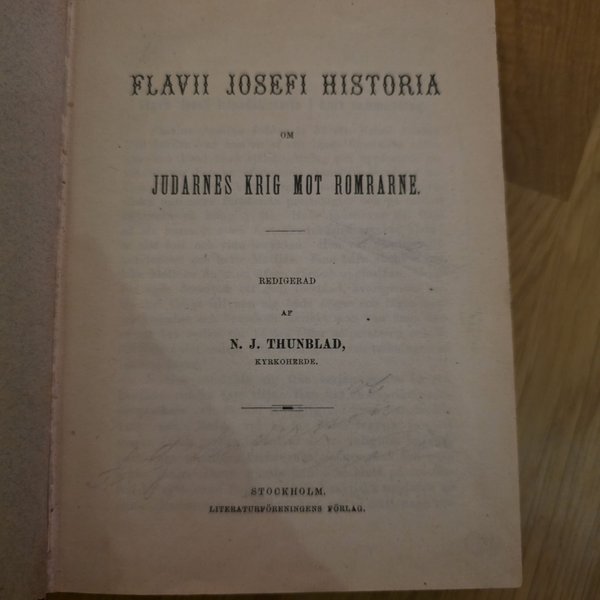 FLAVII JOSEFI HISTORIA
OM
JUDARNES KRIG MOT ROMRARNE.
REDIGERAD
AF
N. J. THUNBLAD,
KYRKOHERDE.
STOCKHOLM.
LITERATURFÖRENINGENS FÖRLAG.